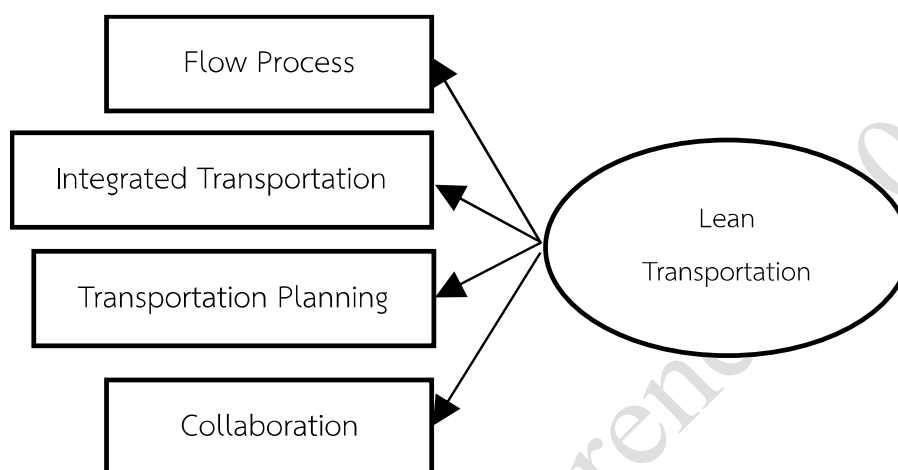 Flow Process
Integrated Transportation
Transportation Planning
Collaboration
Lean
Transportation